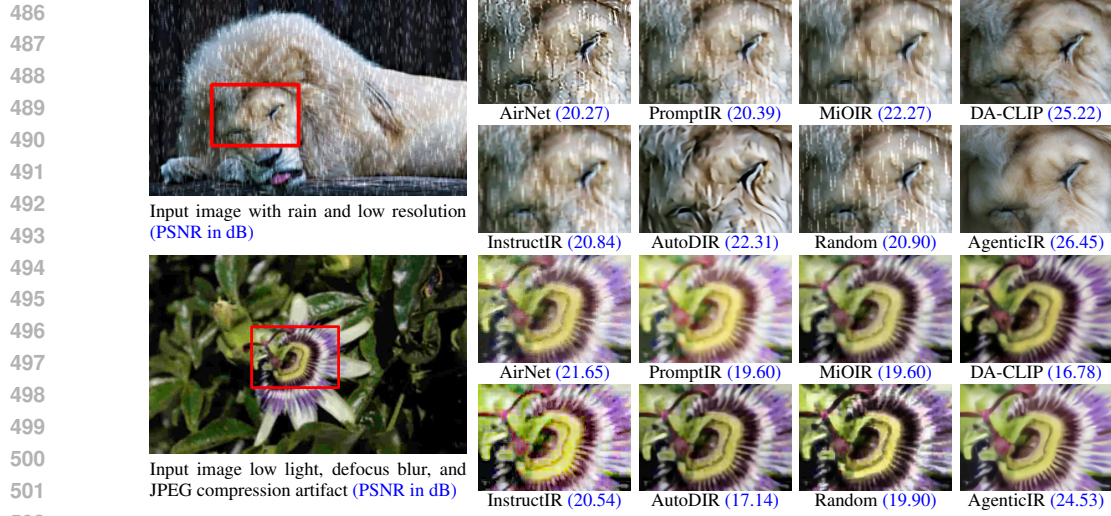 486
487
488
489
490
491
492
493
494
495
496
497
498
499
500
501
AirNet (20.27) PromptIR (20.39) MiOIR (22.27) DA-CLIP (25.22)
Input image with rain and low resolution
(PSNR in dB)
InstructIR (20.84) AutoDIR (22.31) Random (20.90) AgenticIR (26.45)
AirNet (21.65) PromptIR (19.60) MiOIR (19.60) DA-CLIP (16.78)
Input image low light, defocus blur, and
JPEG compression artifact (PSNR in dB)
InstructIR (20.54) AutoDIR (17.14) Random (19.90) AgenticIR (24.53)